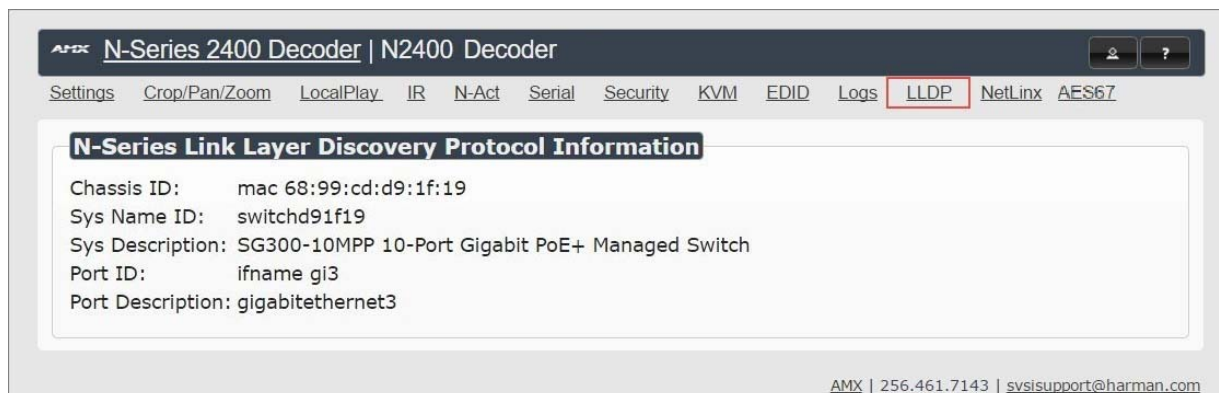 AMX N-Series 2400 Decoder | N2400 Decoder ?
Settings Crop/Pan/Zoom LocalPlay IR N-Act Serial Security KVM EDID Logs LLDP NetLinx AES67
N-Series Link Layer Discovery Protocol Information
Chassis ID: mac 68:99:cd:d9:1f:19
Sys Name ID: switchd91f19
Sys Description: SG300-10MPP 10-Port Gigabit PoE+ Managed Switch
Port ID: ifname gi3
Port Description: gigabitethernet3
AMX | 256.461.7143 | svsisupport@harman.com